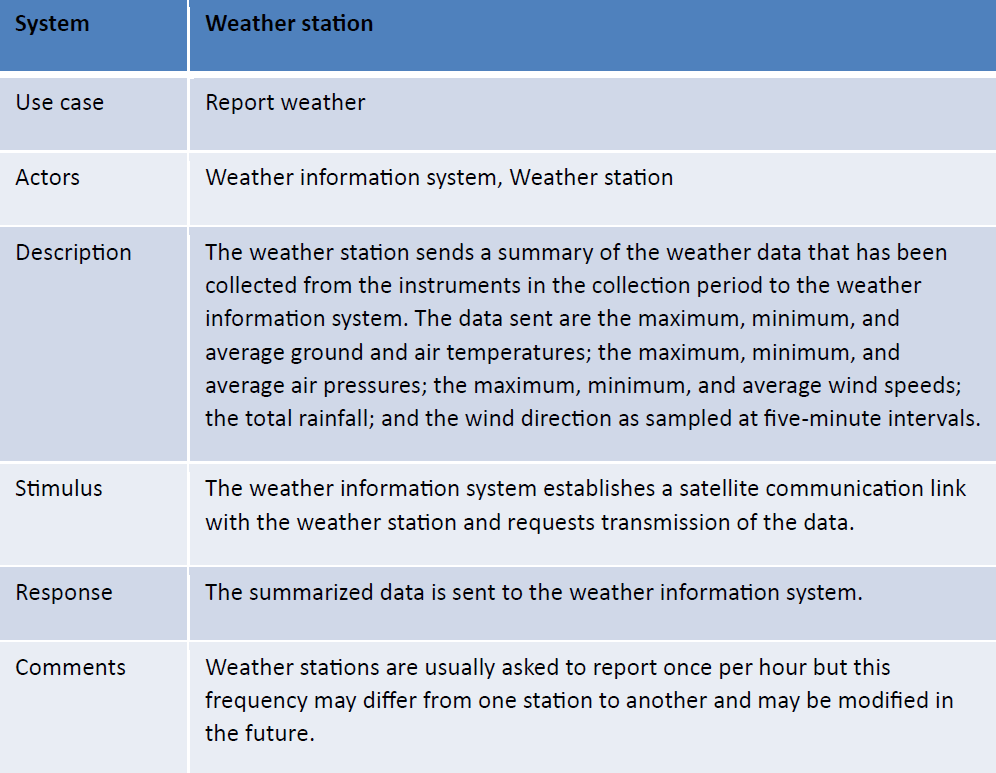 System
Weather station
Use case
Report weather
Actors
Weather information system, Weather station
Description
The weather station sends a summary of the weather data that has been
collected from the instruments in the collection period to the weather
information system. The data sent are the maximum, minimum, and
average ground and air temperatures; the maximum, minimum, and
average air pressures; the maximum, minimum, and average wind speeds;
the total rainfall; and the wind direction as sampled at five-minute intervals.
Stimulus
The weather information system establishes a satellite communication link
with the weather station and requests transmission of the data.
Response
The summarized data is sent to the weather information system.
Comments
Weather stations are usually asked to report once per hour but this
frequency may differ from one station to another and may be modified in
the future.